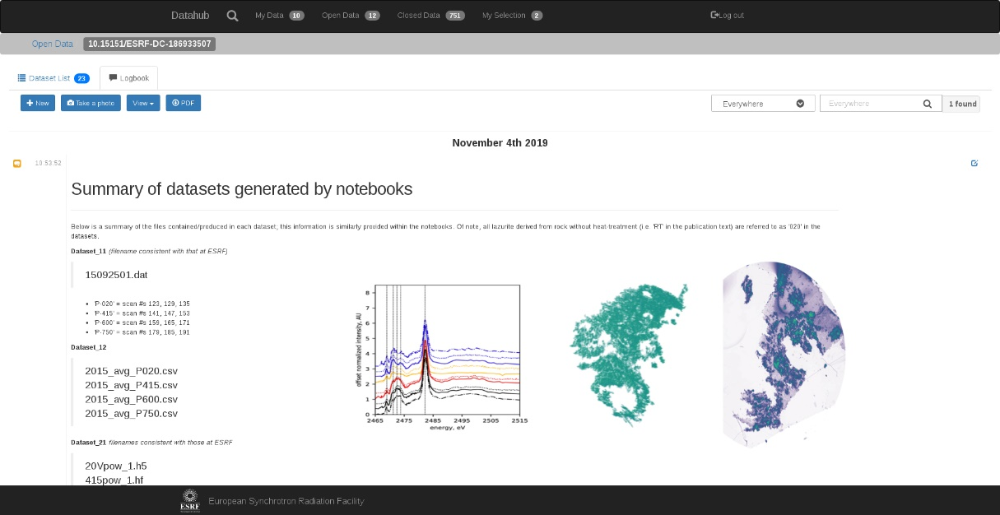 Datahub My Data 10 Open Data 12 Closed Data 751 My Selection 2 Log out
Open Data 10.15151/ESRF-DC-186933507
Dataset List 23 Logbook
New Take a photo View PDF Everywhere Everywhere 1 found
November 4th 2019
10:53:52
Summary of datasets generated by notebooks
Below is a summary of the files contained/produced in each dataset; this information is similarly provided within the notebooks. Of note, all lazurite derived from rock without heat-treatment (i.e. 'RT' in the publication text) are referred to as '020' in the
datasets.
Dataset_11 (filename consistent with that at ESRF)
15092501.dat
'P-020' = scan #s 123, 129, 135
'P-415' = scan #s 141, 147, 153
'P-600' = scan #s 159, 165, 171
'P-750' = scan #s 179, 185, 191
Dataset_12
2015_avg_P020.csv
2015_avg_P415.csv
2015_avg_P600.csv
2015_avg_P750.csv
offset normalized intensity, AU
8
7
6
5
4
3
2
1
0
2465 2475 2485 2495 2505 2515
energy, eV
Dataset_21 filenames consistent with those at ESRF
20Vpow_1.h5
415pow_1.hf
ESRF European Synchrotron Radiation Facility